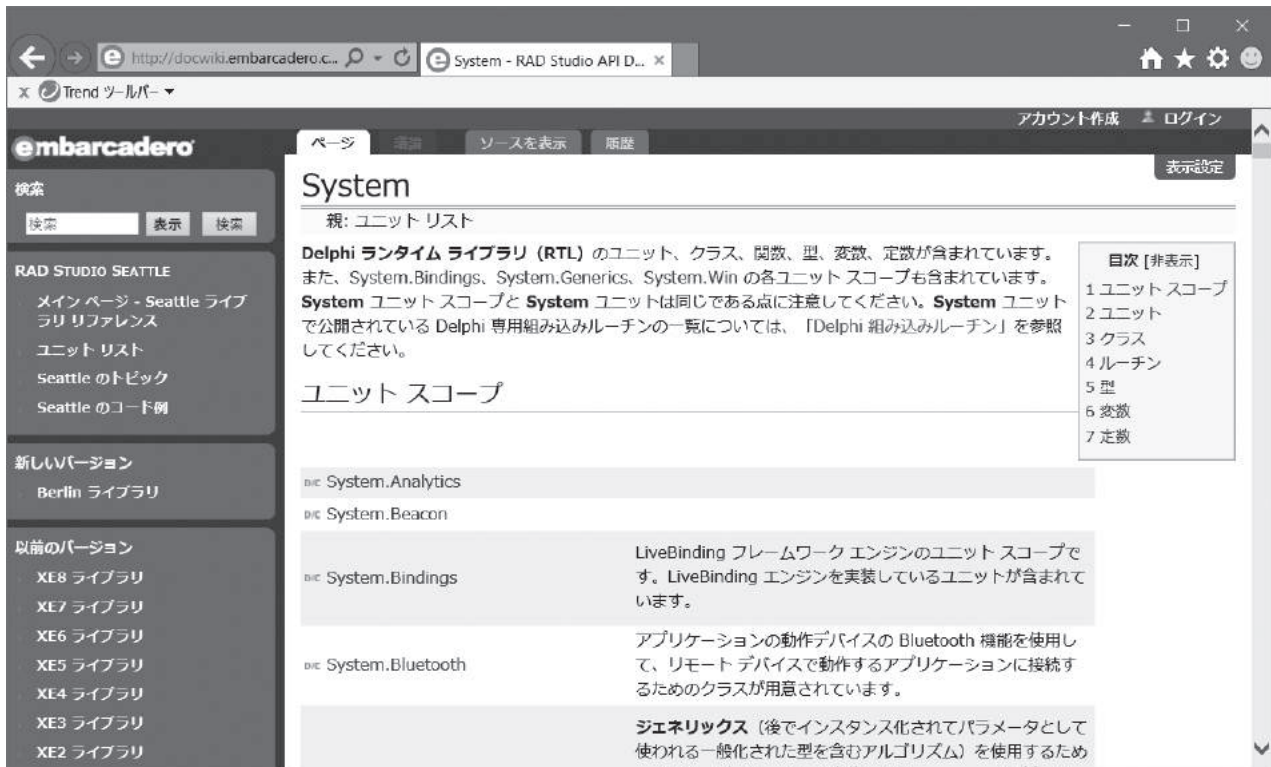 http://docwiki.embarcadero.c...
System - RAD Studio API D...
x Trend ツールバー
アカウント作成 ログイン
embarcadero
ページ
ソースを表示
履歴
表示設定
検索
検索 表示 検索
RAD STUDIO SEATTLE
メイン ページ - Seattle ライブ
ラリ リファレンス
ユニット リスト
Seattle のトピック
Seattle のコード例
新しいバージョン
Berlin ライブラリ
以前のバージョン
XE8 ライブラリ
XE7 ライブラリ
XE6 ライブラリ
XE5 ライブラリ
XE4 ライブラリ
XE3 ライブラリ
XE2 ライブラリ
System
親: ユニット リスト
Delphi ランタイム ライブラリ（RTL）のユニット、クラス、関数、型、変数、定数が含まれています。
また、System.Bindings、System.Generics、System.Win の各ユニット スコープも含まれています。
System ユニット スコープと System ユニットは同じである点に注意してください。System ユニット
で公開されている Delphi 専用組み込みルーチンの一覧については、「Delphi 組み込みルーチン」を参照
してください。
目次 [非表示]
1 ユニット スコープ
2 ユニット
3 クラス
4 ルーチン
5 型
6 変数
7 定数
ユニット スコープ
D/C System.Analytics
D/C System.Beacon
D/C System.Bindings
LiveBinding フレームワーク エンジンのユニット スコープで
す。LiveBinding エンジンを実装しているユニットが含まれて
います。
D/C System.Bluetooth
アプリケーションの動作デバイスの Bluetooth 機能を使用し
て、リモート デバイスで動作するアプリケーションに接続す
るためのクラスが用意されています。
ジェネリックス（後でインスタンス化されてパラメータとして
使われる一般化された型を含むアルゴリズム）を使用するため